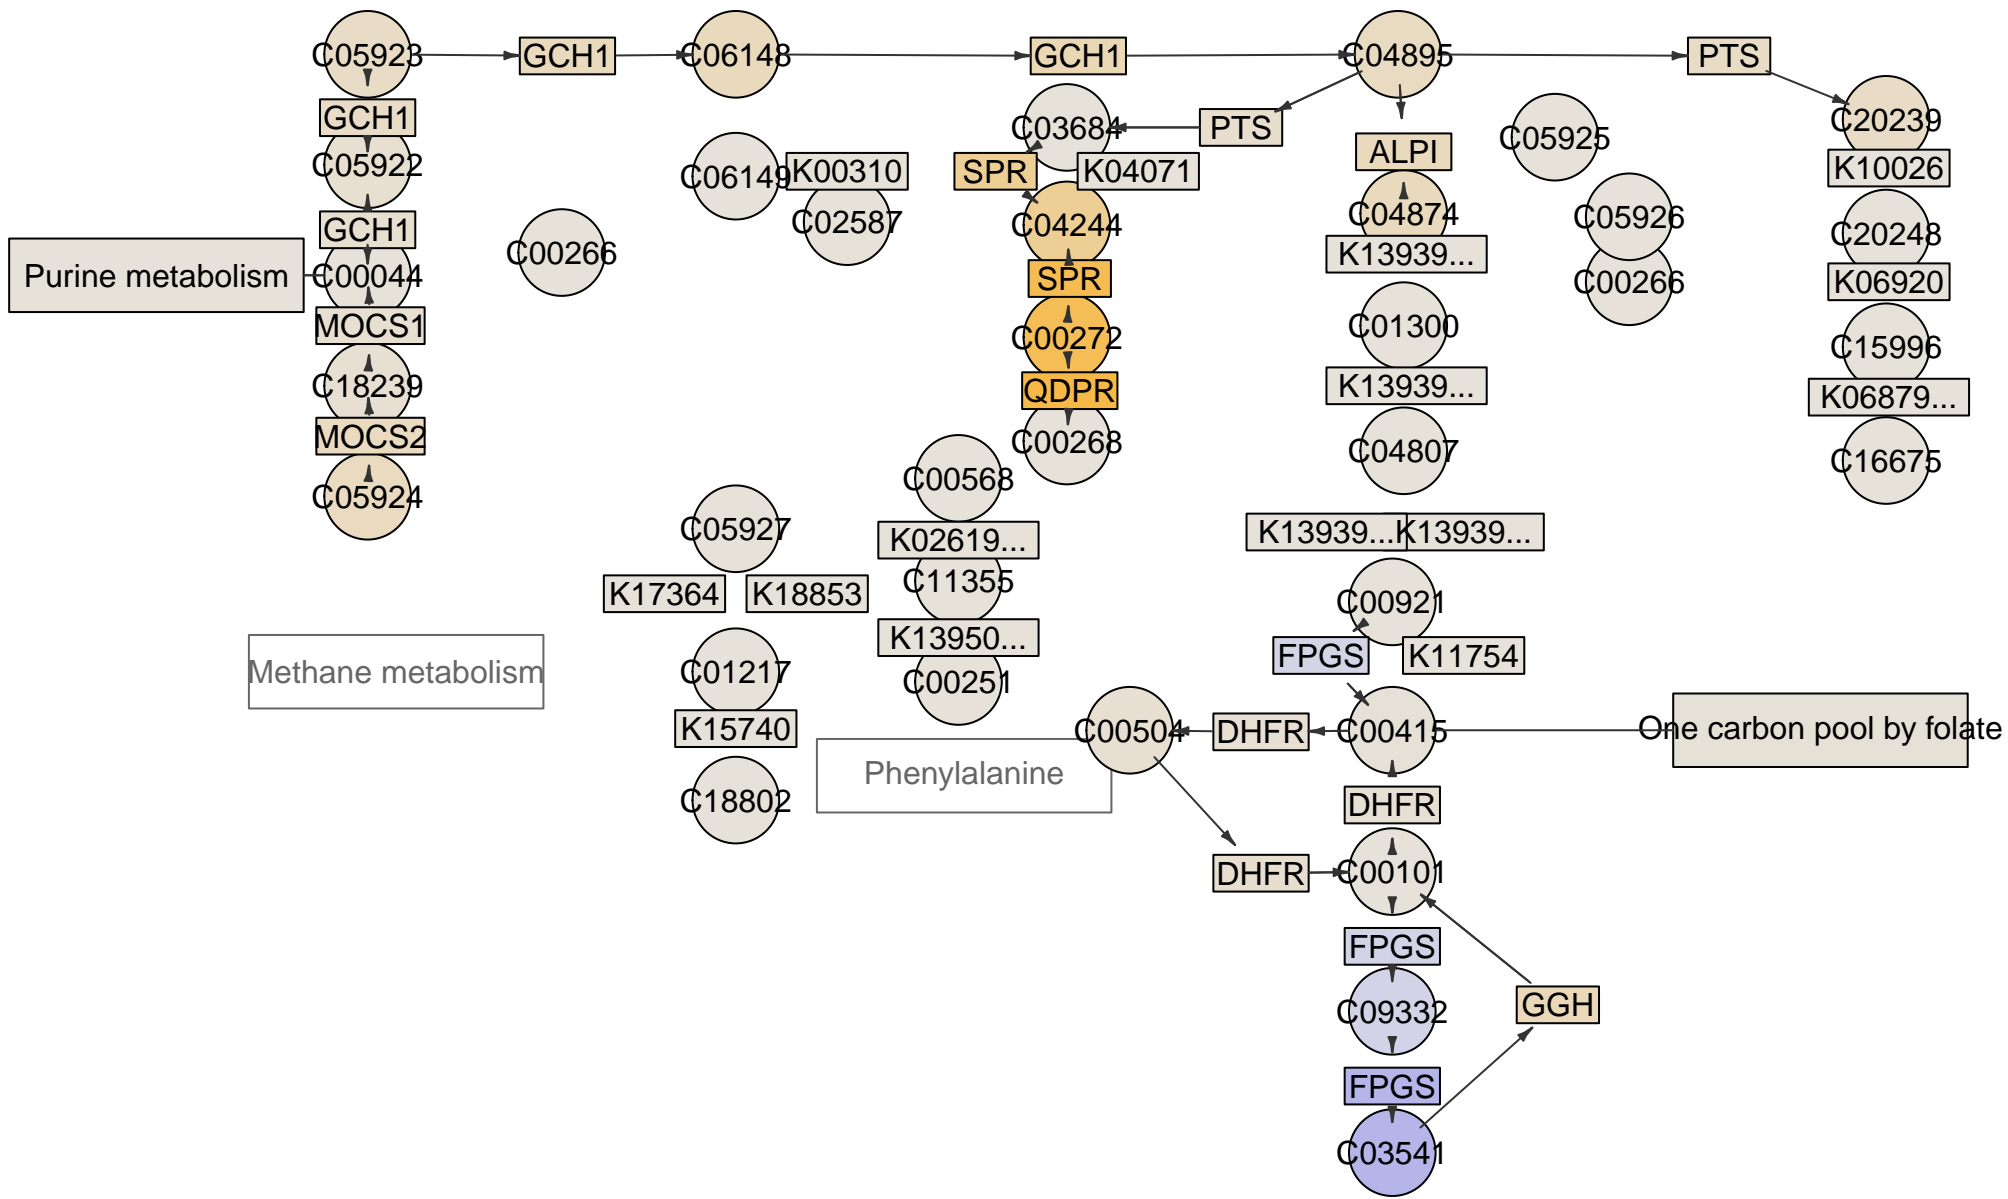 C05923
GCH1
C06148
GCH1
C04895
PTS
GCH1
C03684
PTS
C05925
C20239
C05922
C06149
K00310
SPR
K04071
ALPI
K10026
GCH1
C00266
C02587
C04244
C04874
C05926
C20248
Purine metabolism
C00044
SPR
K13939...
C00266
K06920
MOCS1
C00272
C01300
C15996
C18239
QDPR
K13939...
K06879...
MOCS2
C00268
C04807
C16675
C05924
C00568
C05927
K02619...
K13939...
K13939...
K17364
K18853
C11355
C00921
Methane metabolism
C01217
K13950...
FPGS
K11754
C00251
K15740
C00504
DHFR
C00415
One carbon pool by folate
Phenylalanine
C18802
DHFR
DHFR
C00101
FPGS
C09332
GGH
FPGS
C03541